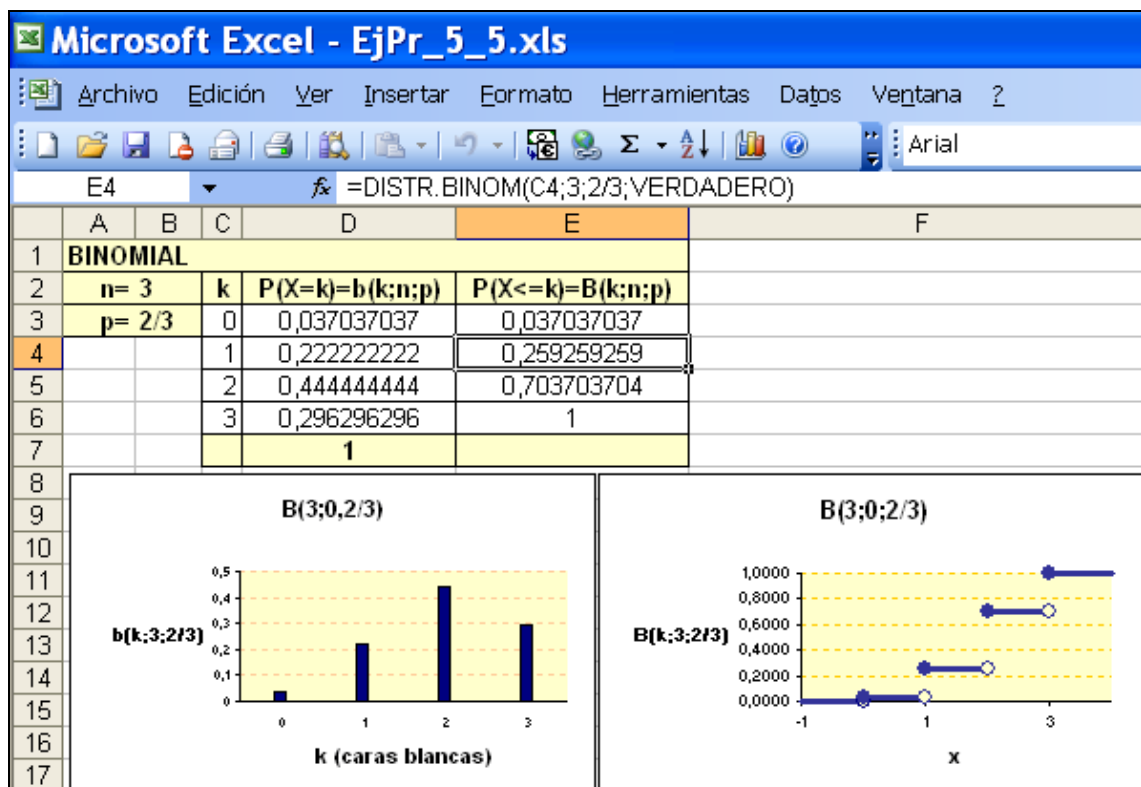 Microsoft Excel - EjPr_5_5.xls
Archivo Edición Ver Insertar Formato Herramientas Datos Ventana ?
Σ A Z Arial
E4 fx =DISTR.BINOM(C4;3;2/3;VERDADERO)
A B C D E F
1 BINOMIAL
2 n= 3 k P(X=k)=b(k;n;p) P(X<=k)=B(k;n;p)
3 p= 2/3 0 0,037037037 0,037037037
4 1 0,222222222 0,259259259
5 2 0,444444444 0,703703704
6 3 0,296296296 1
7 1
8
9
10
11
12
13
14
15
16
17
B(3;0,2/3)
0,5
0,4
0,3
b(k;3;2/3)
0,2
0,1
0
0 1 2 3
k (caras blancas)
B(3;0;2/3)
1,0000
0,8000
0,6000
B(k;3;2/3)
0,4000
0,2000
0,0000
-1 1 3
x